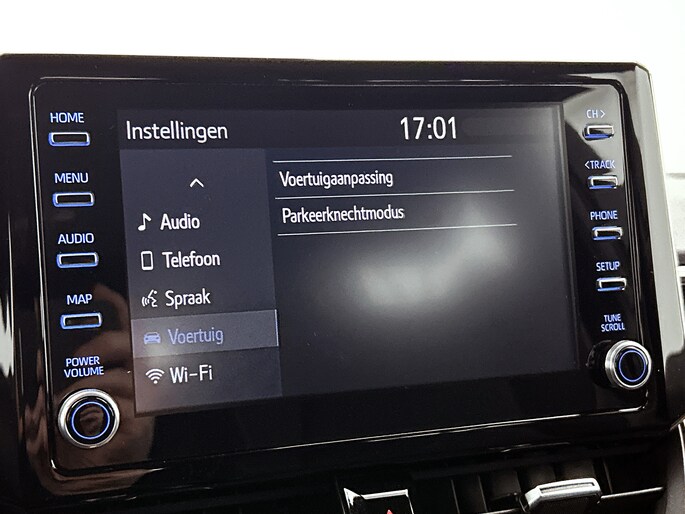 HOME
MENU
AUDIO
MAP
POWER
VOLUME
Instellingen
17:01
Audio
Telefoon
Spraak
Voertuig
Wi-Fi
Voertuigaanpassing
Parkeerknechtmodus
CH >
< TRACK
PHONE
SETUP
TUNE
SCROLL